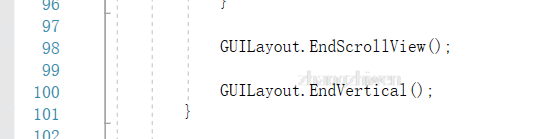 96 }
97
98 GUILayout.EndScrollView();
99
100 GUILayout.EndVertical();
101 }
102